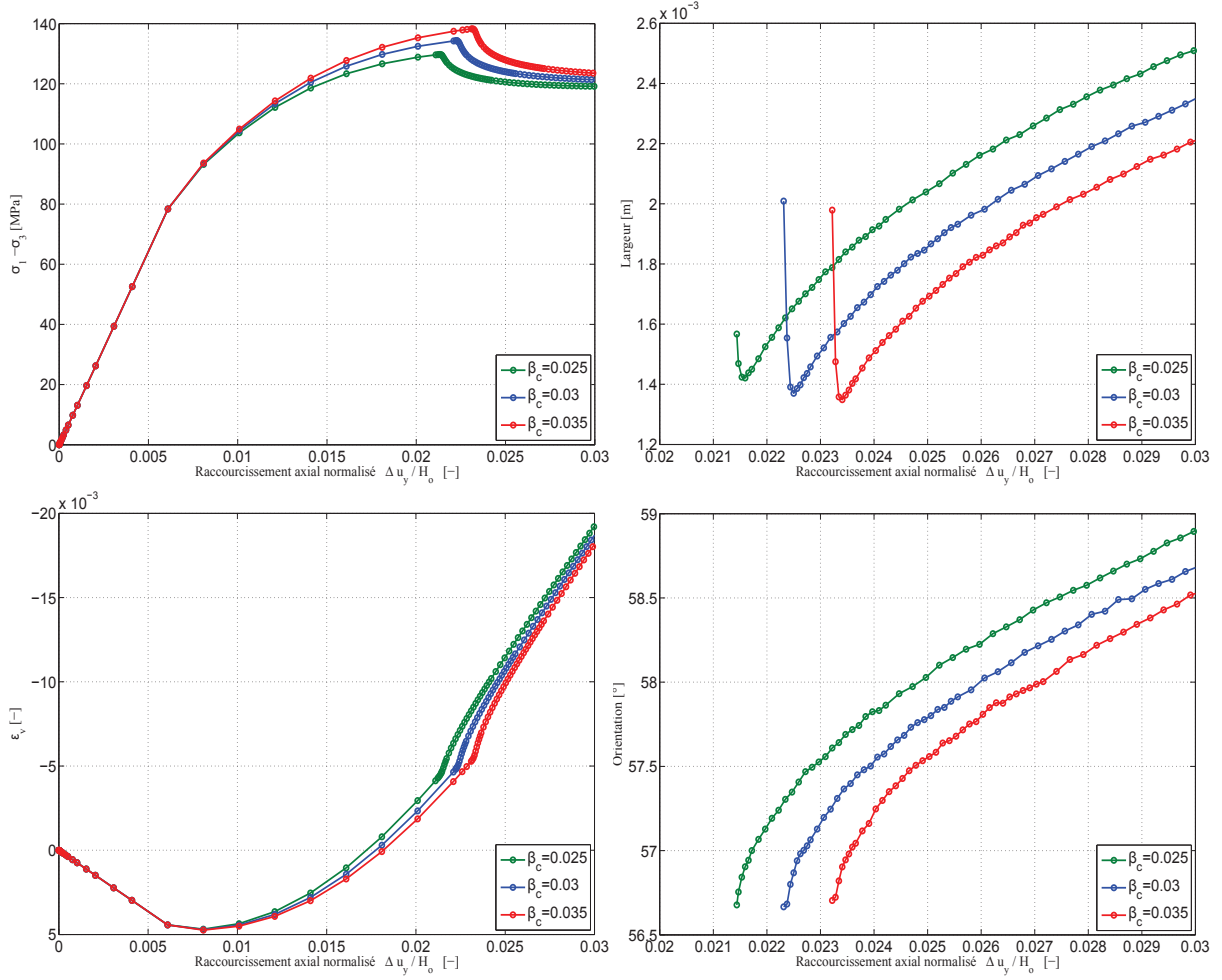 140
120
100
80
60
40
20
0
σ1 −σ3 [MPa]
0 0.005 0.01 0.015 0.02 0.025 0.03
Raccourcissement axial normalisé Δ uy / Ho [−]
βc=0.025
βc=0.03
βc=0.035
x 10−3
2.6
2.4
2.2
2
1.8
1.6
1.4
1.2
Largeur [m]
0.02 0.021 0.022 0.023 0.024 0.025 0.026 0.027 0.028 0.029 0.03
Raccourcissement axial normalisé Δ uy / Ho [−]
βc=0.025
βc=0.03
βc=0.035
x 10−3
−20
−15
−10
−5
0
5
εv [−]
0 0.005 0.01 0.015 0.02 0.025 0.03
Raccourcissement axial normalisé Δ uy / Ho [−]
βc=0.025
βc=0.03
βc=0.035
59
58.5
58
57.5
57
56.5
Orientation [°]
0.02 0.021 0.022 0.023 0.024 0.025 0.026 0.027 0.028 0.029 0.03
Raccourcissement axial normalisé Δ uy / Ho [−]
βc=0.025
βc=0.03
βc=0.035